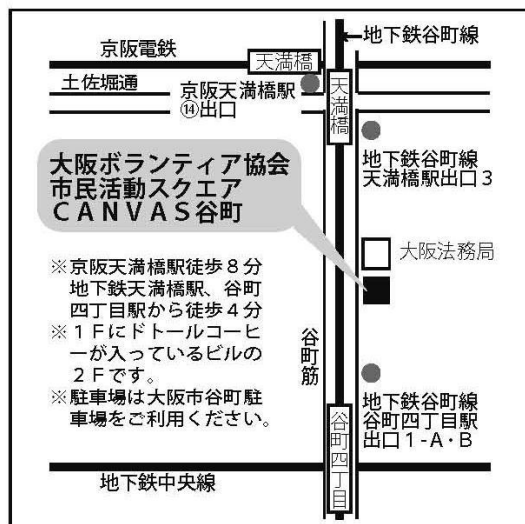 地下鉄谷町線
京阪電鉄
天満橋
土佐堀通
京阪天満橋駅
⑭出口
天満橋
地下鉄谷町線
天満橋駅出口3
大阪ボランティア協会
市民活動スクエア
CANVAS谷町
大阪法務局
※京阪天満橋駅徒歩8分
地下鉄天満橋駅、谷町
四丁目駅から徒歩4分
※1Fにドトールコーヒ
ーが入っているビルの
2Fです。
※駐車場は大阪市谷町駐
車場をご利用ください。
谷町筋
地下鉄谷町線
谷町四丁目駅
出口1-A・B
谷町四丁目
地下鉄中央線